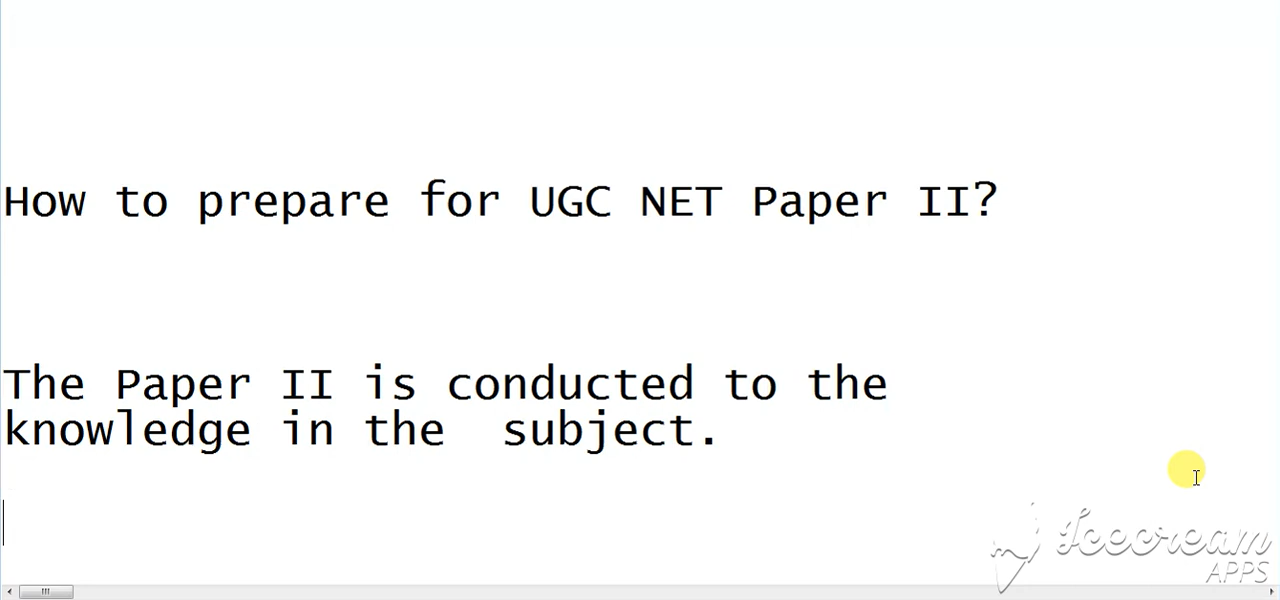 How to prepare for UGC NET Paper II?
The Paper II is conducted to the
knowledge in the  subject.
Icecream
APPS